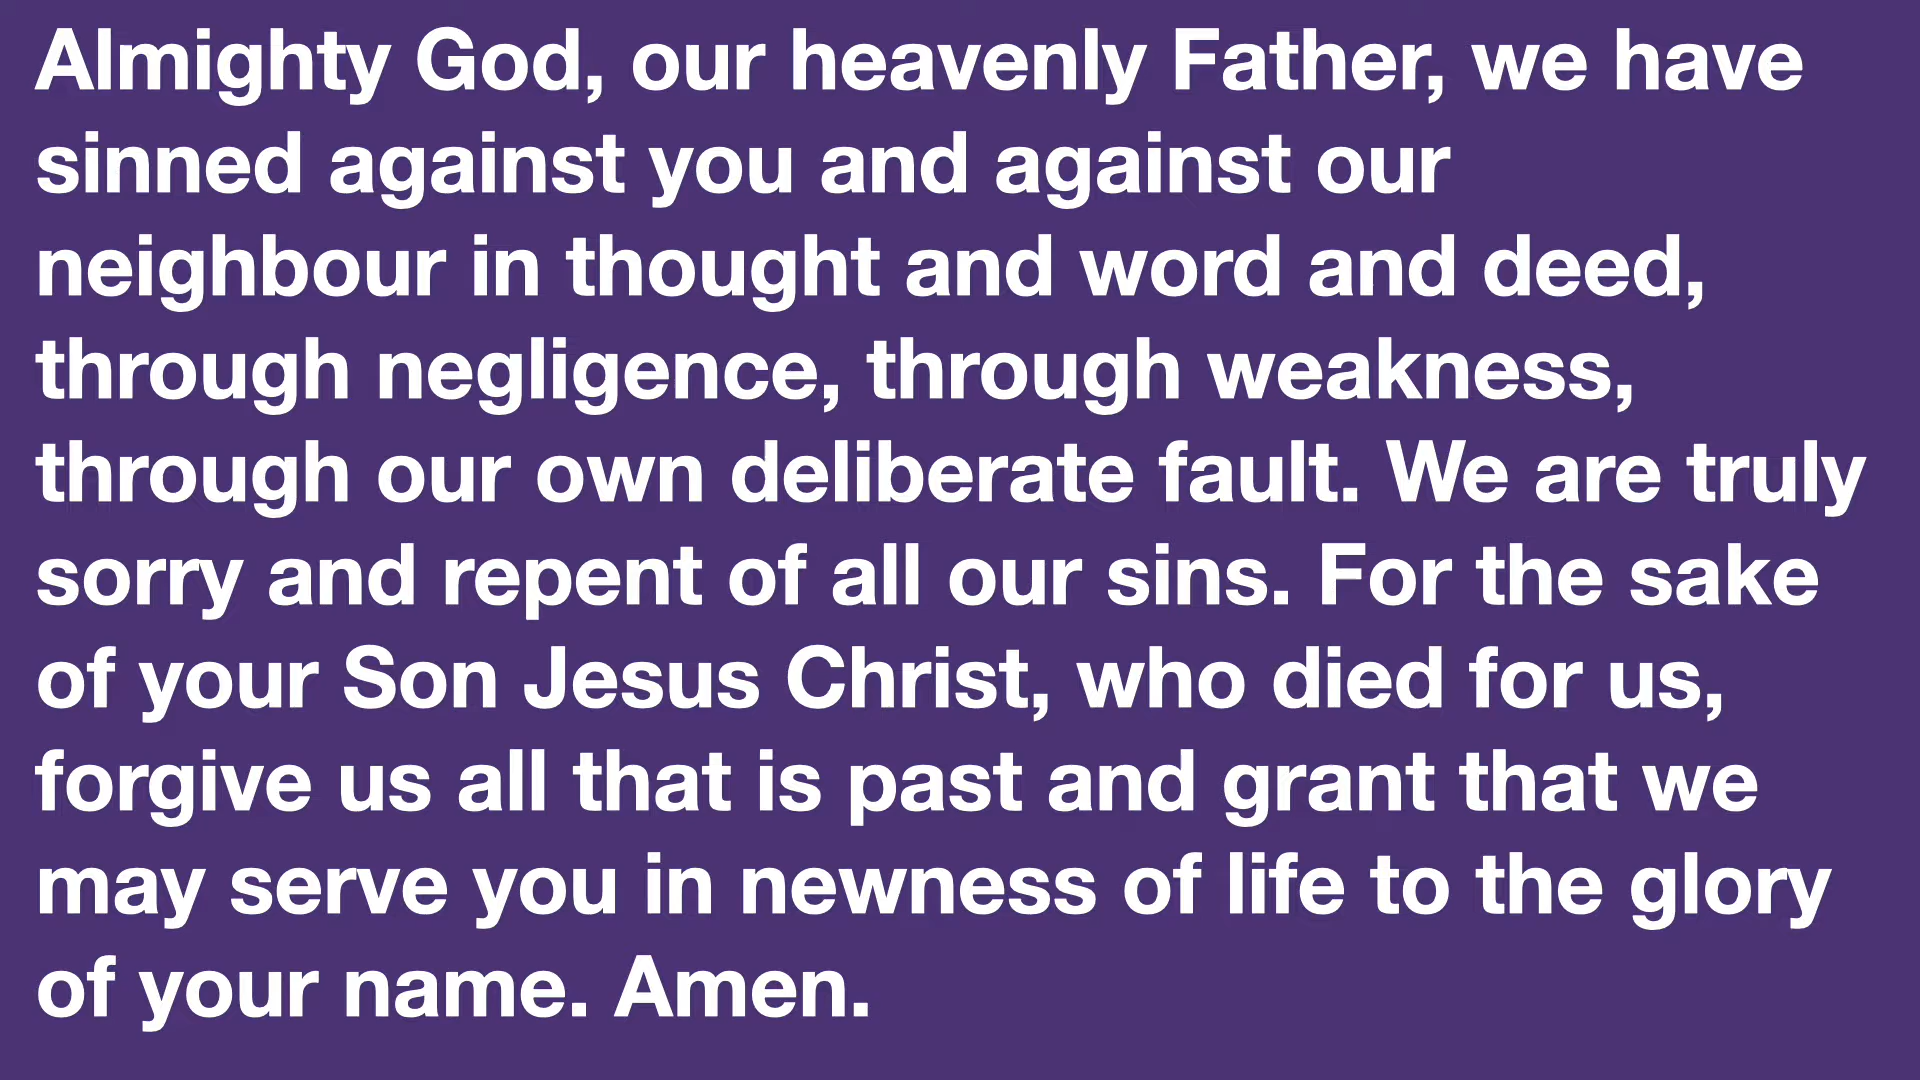 Almighty God, our heavenly Father, we have
sinned against you and against our
neighbour in thought and word and deed,
through negligence, through weakness,
through our own deliberate fault. We are truly
sorry and repent of all our sins. For the sake
of your Son Jesus Christ, who died for us,
forgive us all that is past and grant that we
may serve you in newness of life to the glory
of your name. Amen.